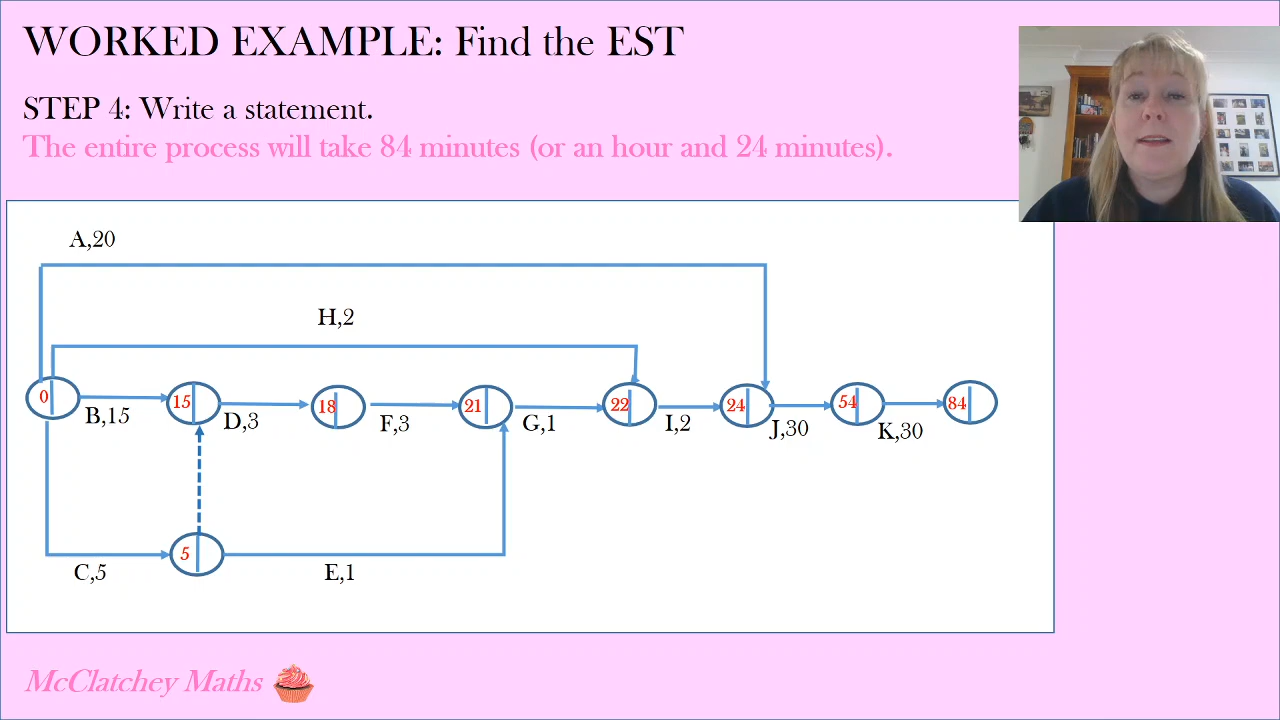 WORKED EXAMPLE: Find the EST
STEP 4: Write a statement.
The entire process will take 84 minutes (or an hour and 24 minutes).
A,20
H,2
0
15
18
21
22
24
54
84
B,15
D,3
F,3
G,1
I,2
J,30
K,30
5
C,5
E,1
McClatchey Maths